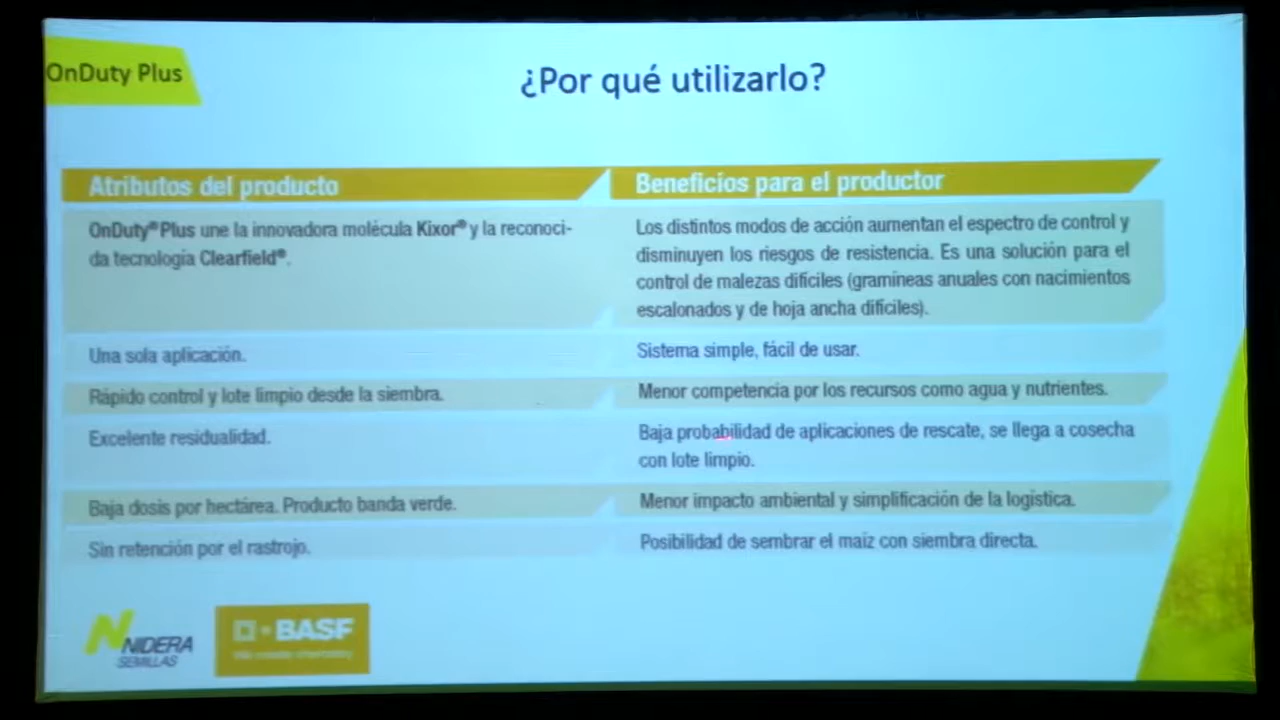 OnDuty Plus
¿Por qué utilizarlo?
Atributos del producto
Beneficios para el productor
OnDuty® Plus une la innovadora molécula Kixor® y la reconoci-
da tecnología Clearfield®.
Los distintos modos de acción aumentan el espectro de control y
disminuyen los riesgos de resistencia. Es una solución para el
control de malezas difíciles (gramíneas anuales con nacimientos
escalonados y de hoja ancha difíciles).
Una sola aplicación.
Sistema simple, fácil de usar.
Rápido control y lote limpio desde la siembra.
Menor competencia por los recursos como agua y nutrientes.
Excelente residualidad.
Baja probabilidad de aplicaciones de rescate, se llega a cosecha
con lote limpio.
Baja dosis por hectárea. Producto banda verde.
Menor impacto ambiental y simplificación de la logística.
Sin retención por el rastrojo.
Posibilidad de sembrar el maíz con siembra directa.
NIDERA
SEMILLAS
BASF